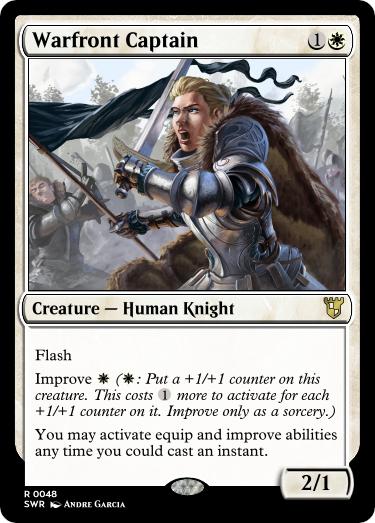 Warfront Captain 1
Creature — Human Knight
Flash
Improve (: Put a +1/+1 counter on this
creature. This costs 1 more to activate for each
+1/+1 counter on it. Improve only as a sorcery.)
You may activate equip and improve abilities
any time you could cast an instant.
2/1
R 0048
SWR Andre Garcia